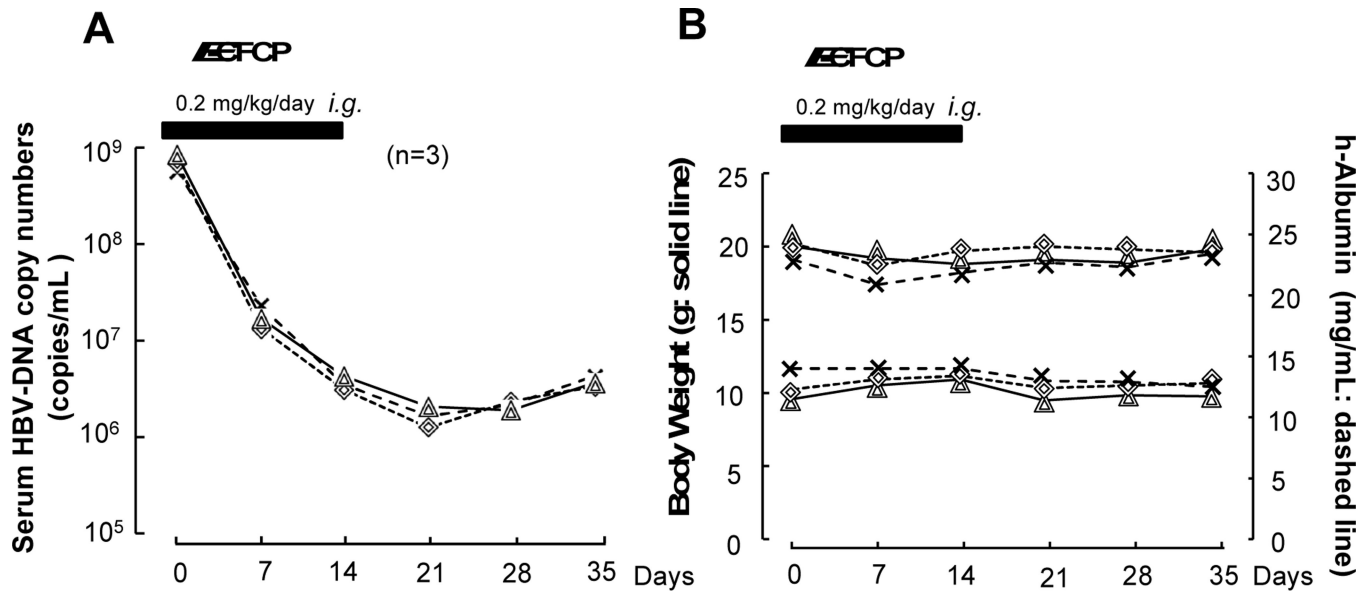 A
0.2 mg/kg/day i.g.
(n=3)
Serum HBV-DNA copy numbers
(copies/mL)
10⁹
10⁸
10⁷
10⁶
10⁵
0 7 14 21 28 35 Days
B
0.2 mg/kg/day i.g.
Body Weight (g: solid line)
25
20
15
10
5
0
h-Albumin (mg/mL: dashed line)
30
25
20
15
10
5
0
0 7 14 21 28 35 Days